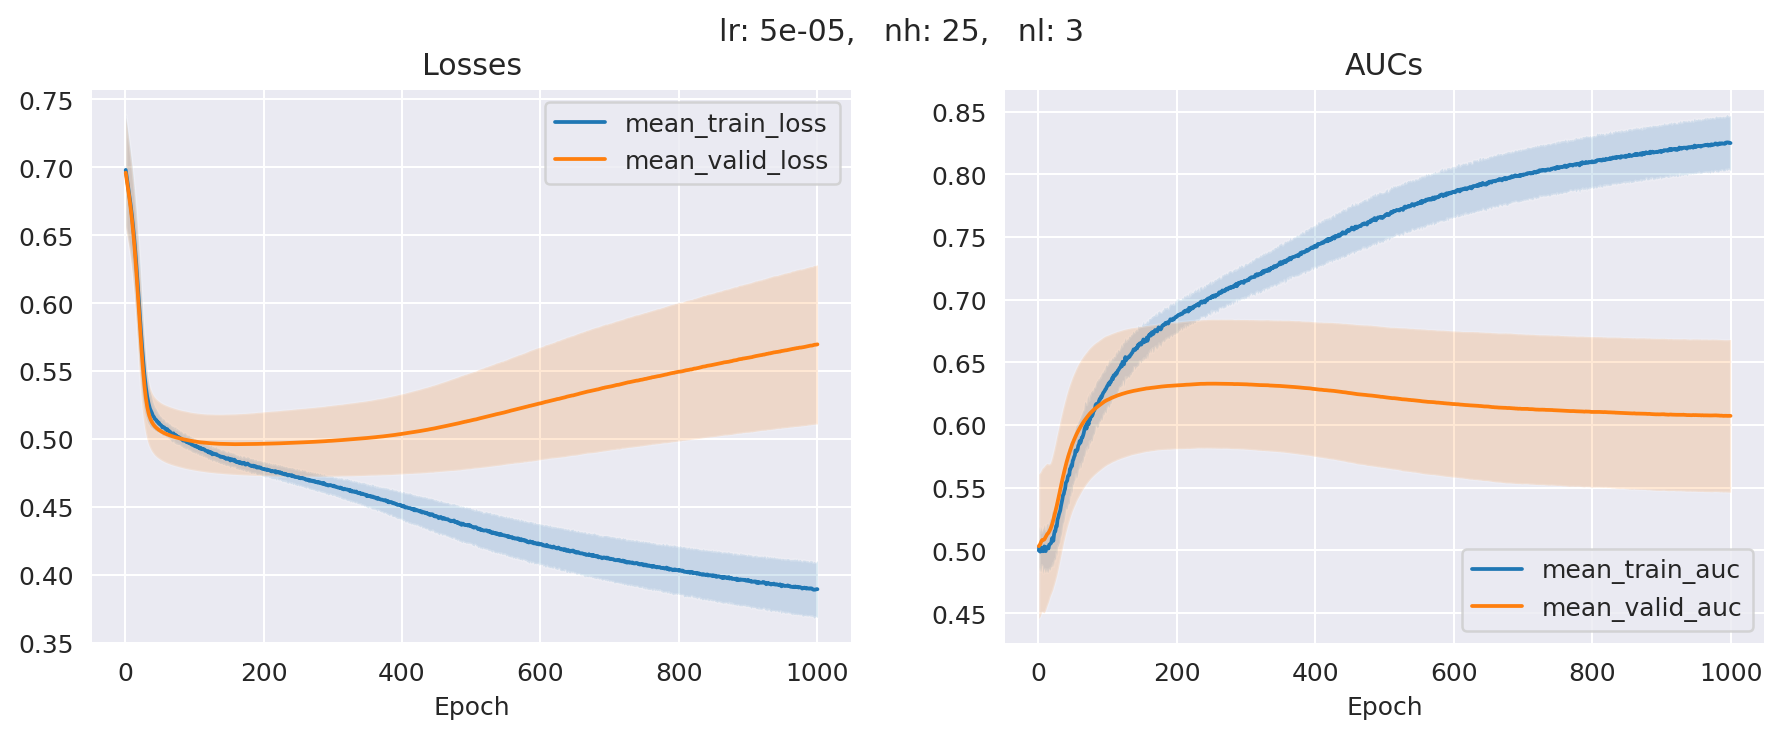 lr: 5e-05,   nh: 25,   nl: 3
Losses
0.75
0.70
0.65
0.60
0.55
0.50
0.45
0.40
0.35
mean_train_loss
mean_valid_loss
0 200 400 600 800 1000
Epoch
AUCs
0.85
0.80
0.75
0.70
0.65
0.60
0.55
0.50
0.45
mean_train_auc
mean_valid_auc
0 200 400 600 800 1000
Epoch